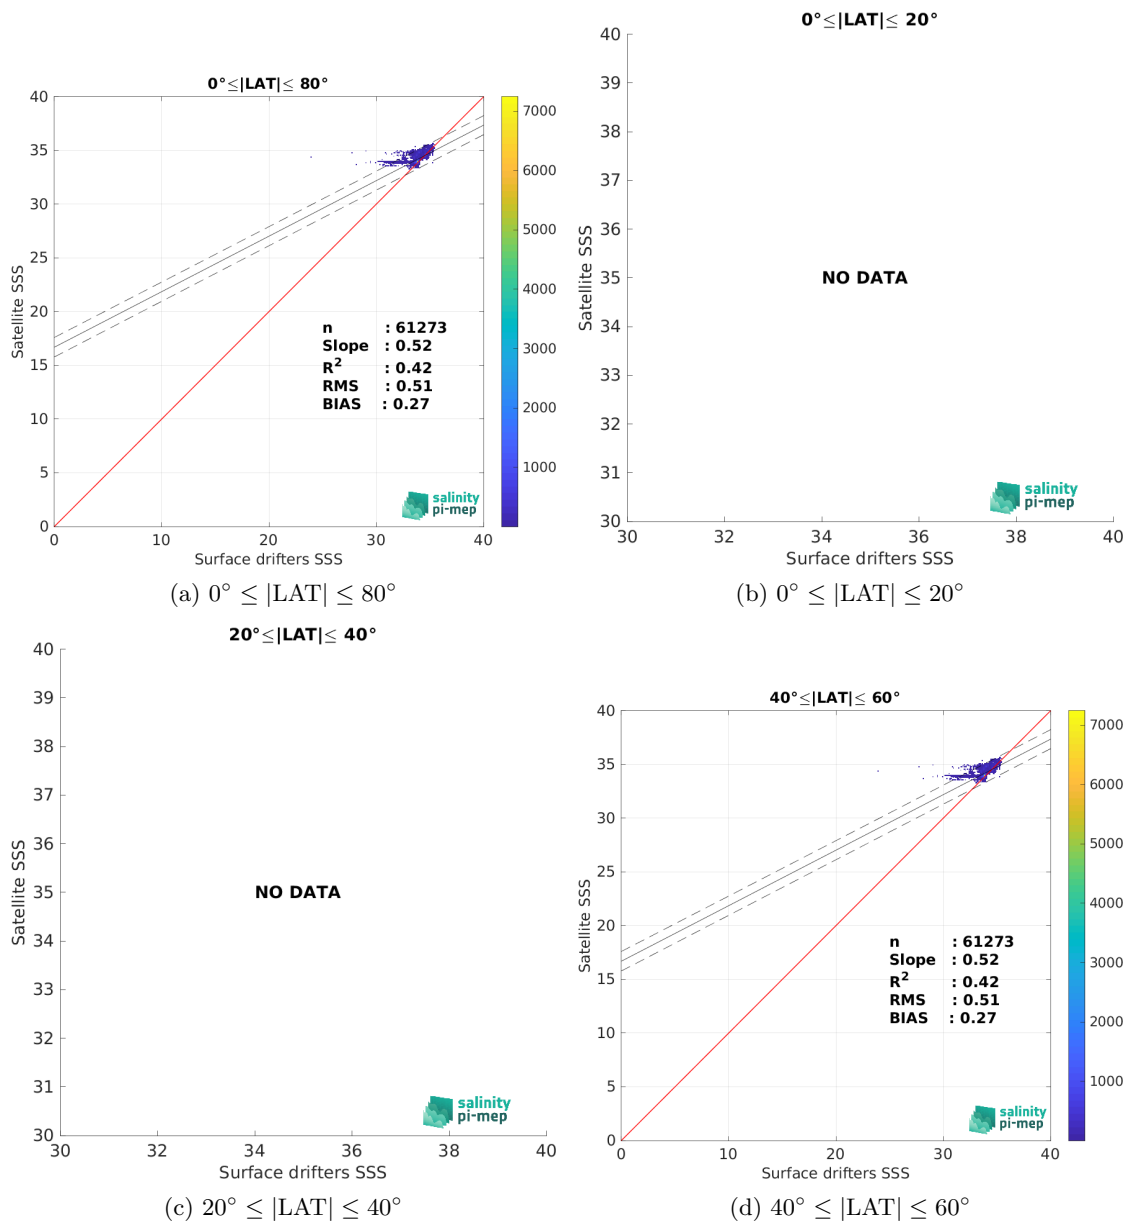 0°≤|LAT|≤ 80°
40
35
30
25
20
15
10
5
0
Satellite SSS
n : 61273
Slope : 0.52
R² : 0.42
RMS : 0.51
BIAS : 0.27
salinity
pi-mep
0 10 20 30 40
Surface drifters SSS
7000
6000
5000
4000
3000
2000
1000
(a) 0° ≤ |LAT| ≤ 80°
0°≤|LAT|≤ 20°
40
39
38
37
36
35
34
33
32
31
30
Satellite SSS
NO DATA
salinity
pi-mep
30 32 34 36 38 40
Surface drifters SSS
(b) 0° ≤ |LAT| ≤ 20°
20°≤|LAT|≤ 40°
40
39
38
37
36
35
34
33
32
31
30
Satellite SSS
NO DATA
salinity
pi-mep
30 32 34 36 38 40
Surface drifters SSS
(c) 20° ≤ |LAT| ≤ 40°
40°≤|LAT|≤ 60°
40
35
30
25
20
15
10
5
0
Satellite SSS
n : 61273
Slope : 0.52
R² : 0.42
RMS : 0.51
BIAS : 0.27
salinity
pi-mep
0 10 20 30 40
Surface drifters SSS
7000
6000
5000
4000
3000
2000
1000
(d) 40° ≤ |LAT| ≤ 60°